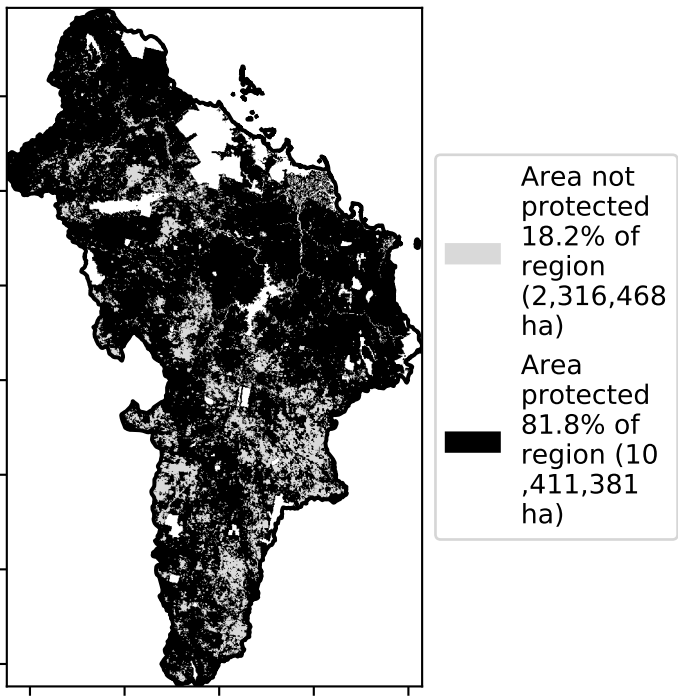 Area not
protected
18.2% of
region
(2,316,468
ha)
Area
protected
81.8% of
region (10
,411,381
ha)